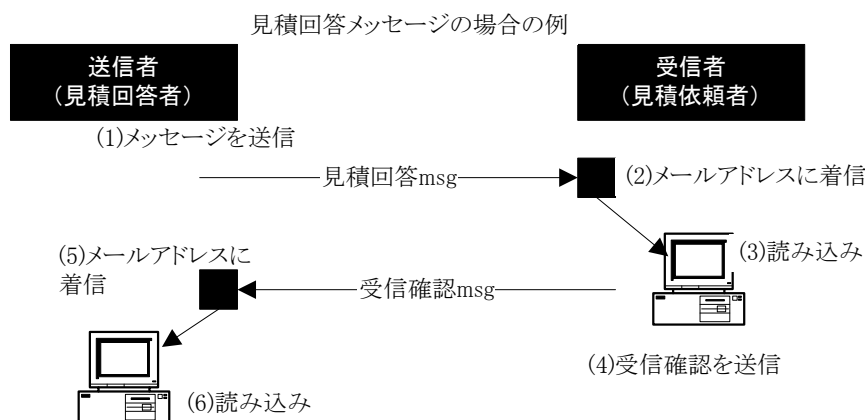 見積回答メッセージの場合の例
送信者
(見積回答者)
受信者
(見積依頼者)
(1)メッセージを送信
見積回答msg
(2)メールアドレスに着信
(3)読み込み
(4)受信確認を送信
受信確認msg
(5)メールアドレスに
着信
(6)読み込み